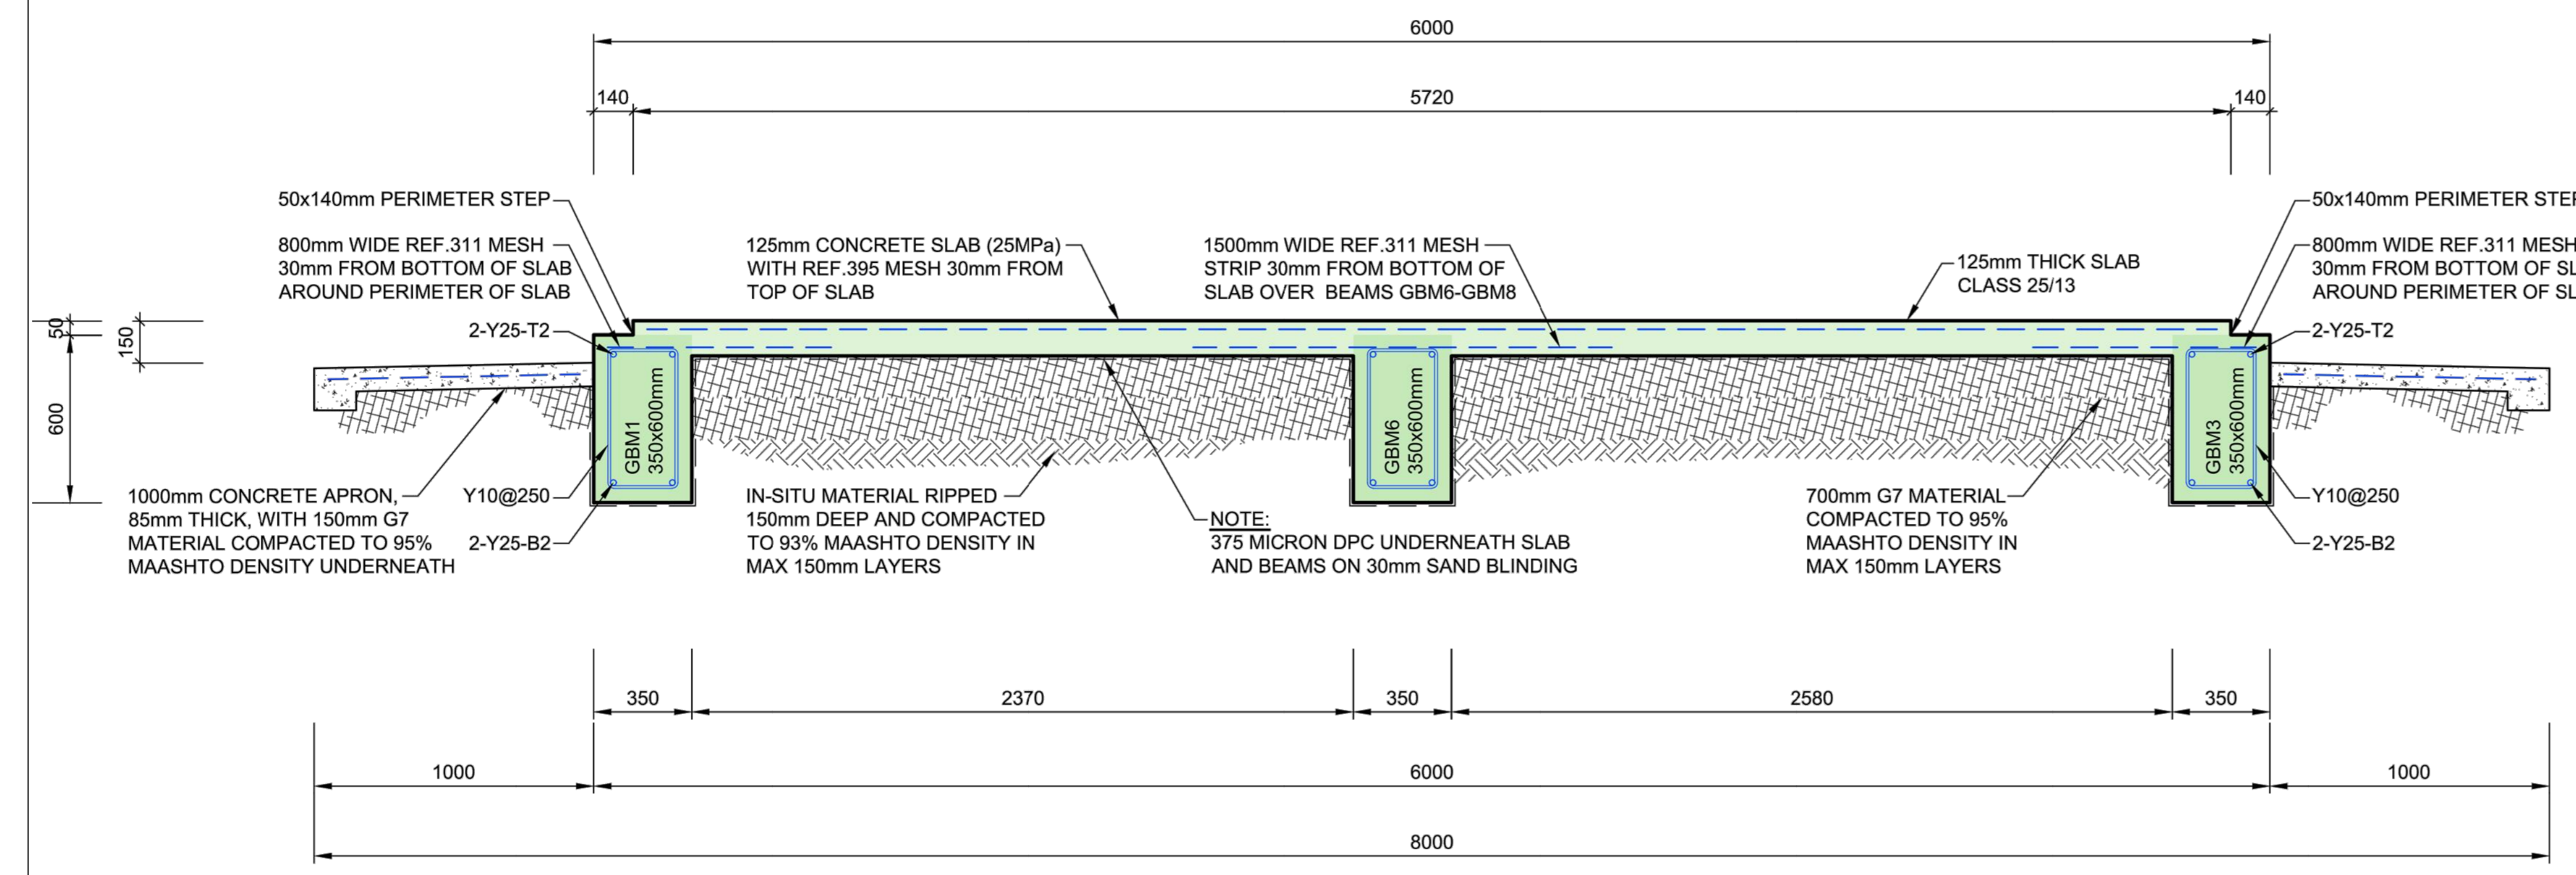 6000
140
5720
140
50x140mm PERIMETER STEP
50x140mm PERIMETER STEP
800mm WIDE REF.311 MESH
30mm FROM BOTTOM OF SLAB
AROUND PERIMETER OF SLAB
125mm CONCRETE SLAB (25MPa)
WITH REF.395 MESH 30mm FROM
TOP OF SLAB
1500mm WIDE REF.311 MESH
STRIP 30mm FROM BOTTOM OF
SLAB OVER BEAMS GBM6-GBM8
125mm THICK SLAB
CLASS 25/13
800mm WIDE REF.311 MESH
30mm FROM BOTTOM OF SL
AROUND PERIMETER OF SL
50
150
600
2-Y25-T2
2-Y25-T2
GBM1
350x600mm
GBM6
350x600mm
GBM3
350x600mm
1000mm CONCRETE APRON,
85mm THICK, WITH 150mm G7
MATERIAL COMPACTED TO 95%
MAASHTO DENSITY UNDERNEATH
Y10@250
2-Y25-B2
IN-SITU MATERIAL RIPPED
150mm DEEP AND COMPACTED
TO 93% MAASHTO DENSITY IN
MAX 150mm LAYERS
NOTE:
375 MICRON DPC UNDERNEATH SLAB
AND BEAMS ON 30mm SAND BLINDING
700mm G7 MATERIAL
COMPACTED TO 95%
MAASHTO DENSITY IN
MAX 150mm LAYERS
Y10@250
2-Y25-B2
350
2370
350
2580
350
1000
6000
1000
8000